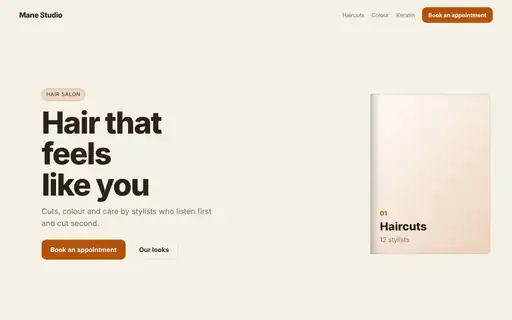 Mane Studio
Haircuts
Colour
Keratin
Book an appointment
HAIR SALON
Hair that
feels
like you
Cuts, colour and care by stylists who listen first
and cut second.
Book an appointment
Our looks
01
Haircuts
12 stylists